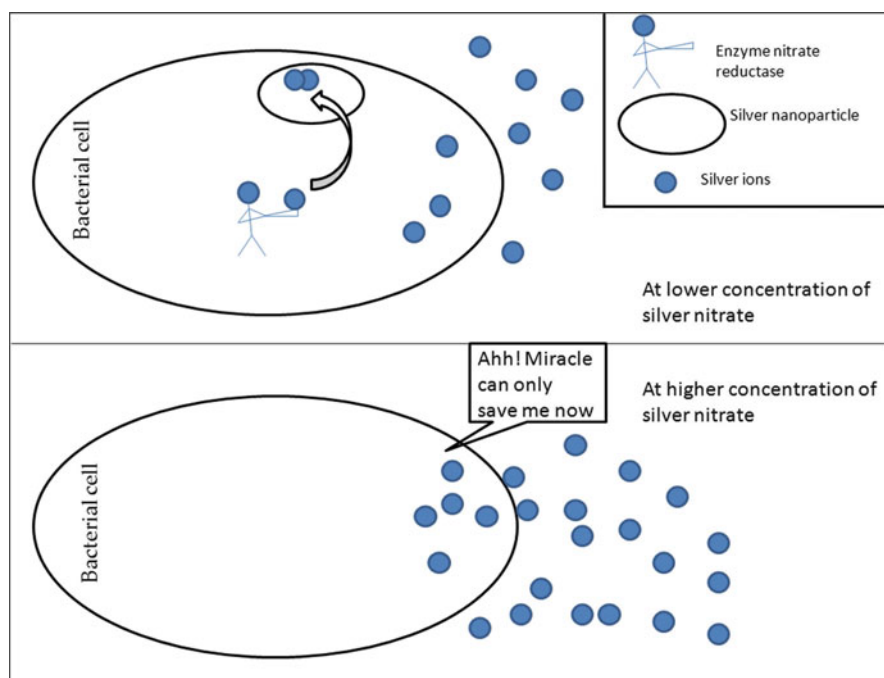 Bacterial cell
Enzyme nitrate
reductase
Silver nanoparticle
Silver ions
At lower concentration of
silver nitrate
Bacterial cell
Ahh! Miracle
can only
save me now
At higher concentration of
silver nitrate